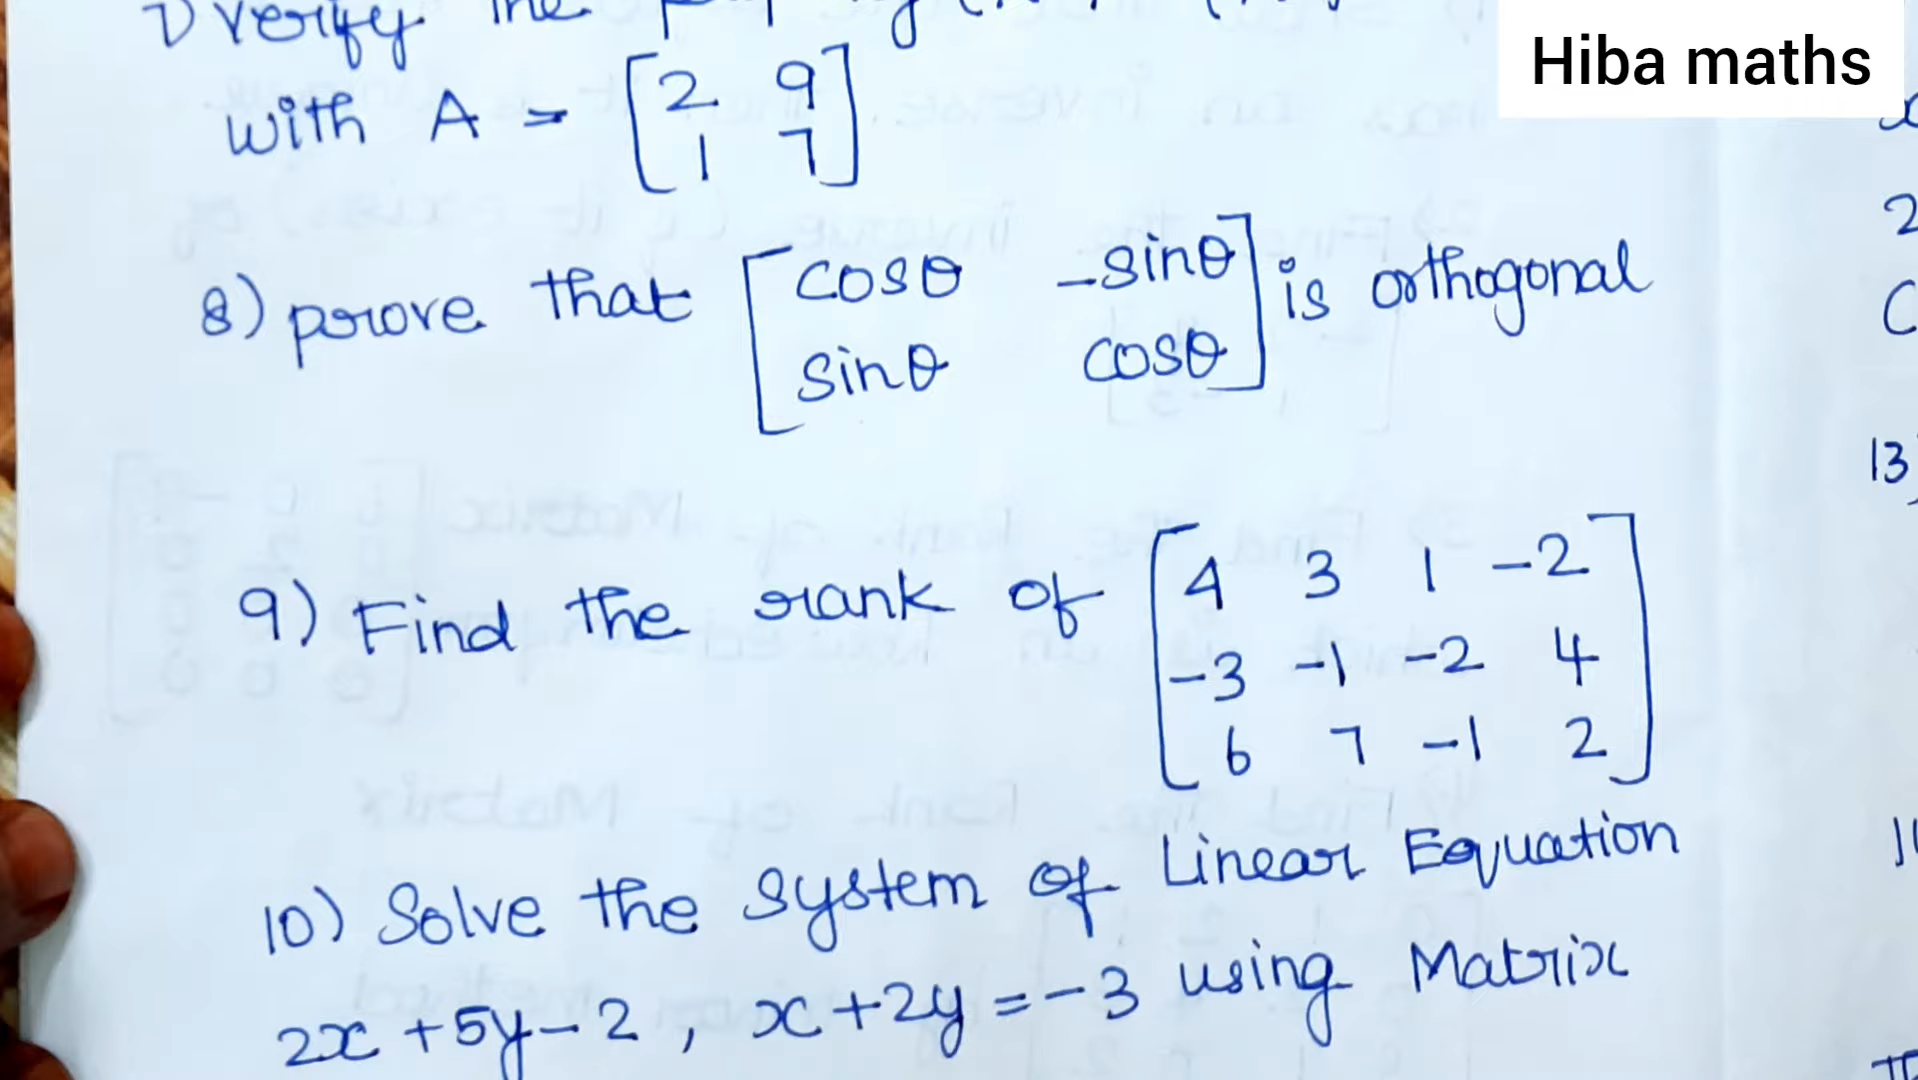 Verify the
Hiba maths
with A = [2 9
1 7]
8) prove that [cosθ -sinθ
sinθ cosθ] is orthogonal
9) Find the rank of [4 3 1 -2
-3 -1 -2 4
6 7 -1 2]
10) Solve the system of Linear Equation
2x +5y-2, x+2y=-3 using Matrix
2
C
13)